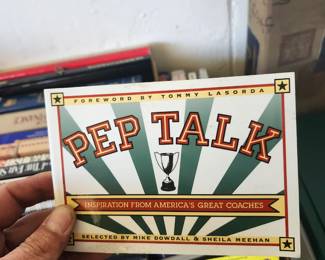 FOREWORD BY TOMMY LASORDA
PEP TALK
INSPIRATION FROM AMERICA'S GREAT COACHES
SELECTED BY MIKE DOWDALL & SHEILA MEEHAN